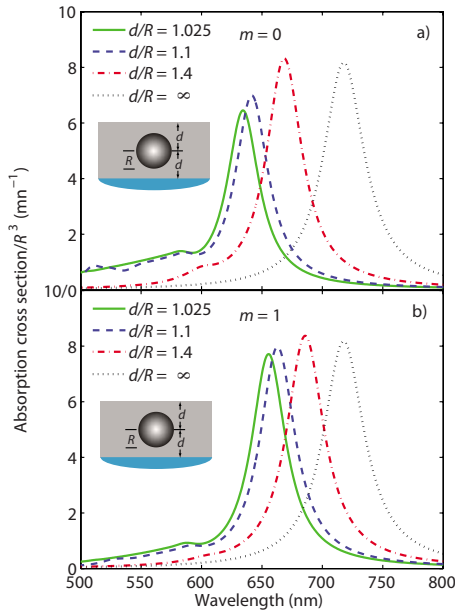 d/R = 1.025
d/R = 1.1
d/R = 1.4
d/R = ∞
m = 0
a)
10
8
6
4
2
10/0
R
d
d
Absorption cross section/R³ (mn⁻¹)
d/R = 1.025
d/R = 1.1
d/R = 1.4
d/R = ∞
m = 1
b)
8
6
4
2
0
R
d
d
500 550 600 650 700 750 800
Wavelength (nm)